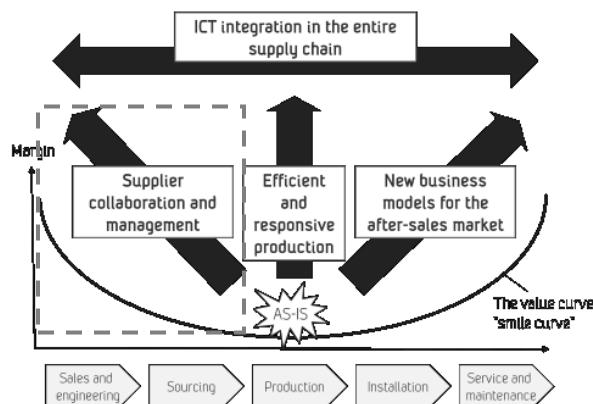 ICT integration in the entire
supply chain
Margin
Supplier
collaboration and
management
Efficient
and
responsive
production
New business
models for the
after-sales market
AS-IS
The value curve
"smile curve"
Sales and
engineering
Sourcing
Production
Installation
Service and
maintenance